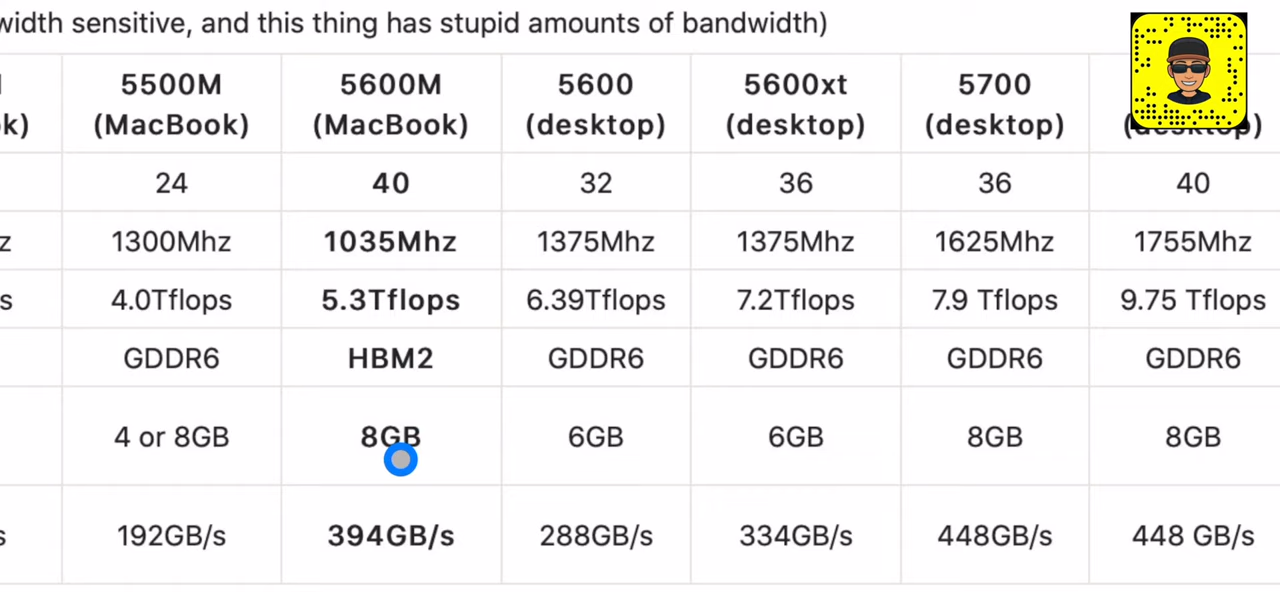 width sensitive, and this thing has stupid amounts of bandwidth)
5500M 5600M 5600 5600xt 5700
k) (MacBook) (MacBook) (desktop) (desktop) (desktop) (desktop)
24 40 32 36 36 40
z 1300Mhz 1035Mhz 1375Mhz 1375Mhz 1625Mhz 1755Mhz
s 4.0Tflops 5.3Tflops 6.39Tflops 7.2Tflops 7.9 Tflops 9.75 Tflops
GDDR6 HBM2 GDDR6 GDDR6 GDDR6 GDDR6
4 or 8GB 8GB 6GB 6GB 8GB 8GB
s 192GB/s 394GB/s 288GB/s 334GB/s 448GB/s 448 GB/s